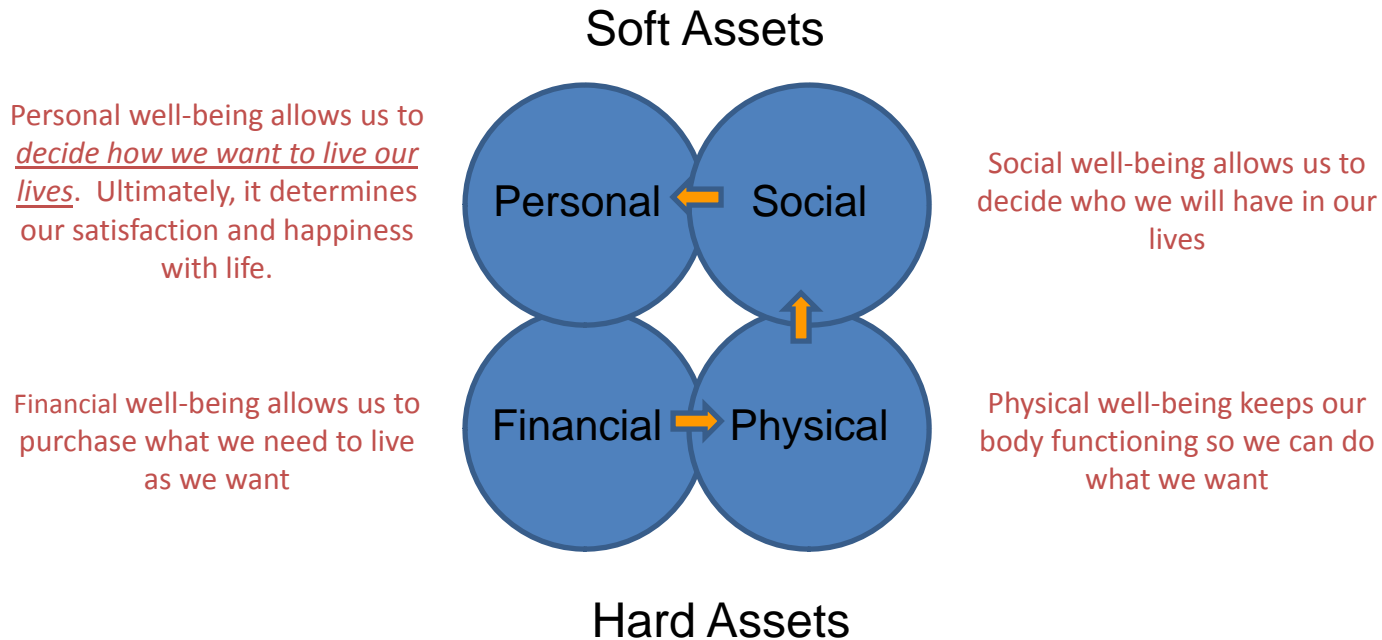 Soft Assets
Personal well-being allows us to
decide how we want to live our
lives.  Ultimately, it determines
our satisfaction and happiness
with life.
Personal
Social
Social well-being allows us to
decide who we will have in our
lives
Financial well-being allows us to
purchase what we need to live
as we want
Financial
Physical
Physical well-being keeps our
body functioning so we can do
what we want
Hard Assets